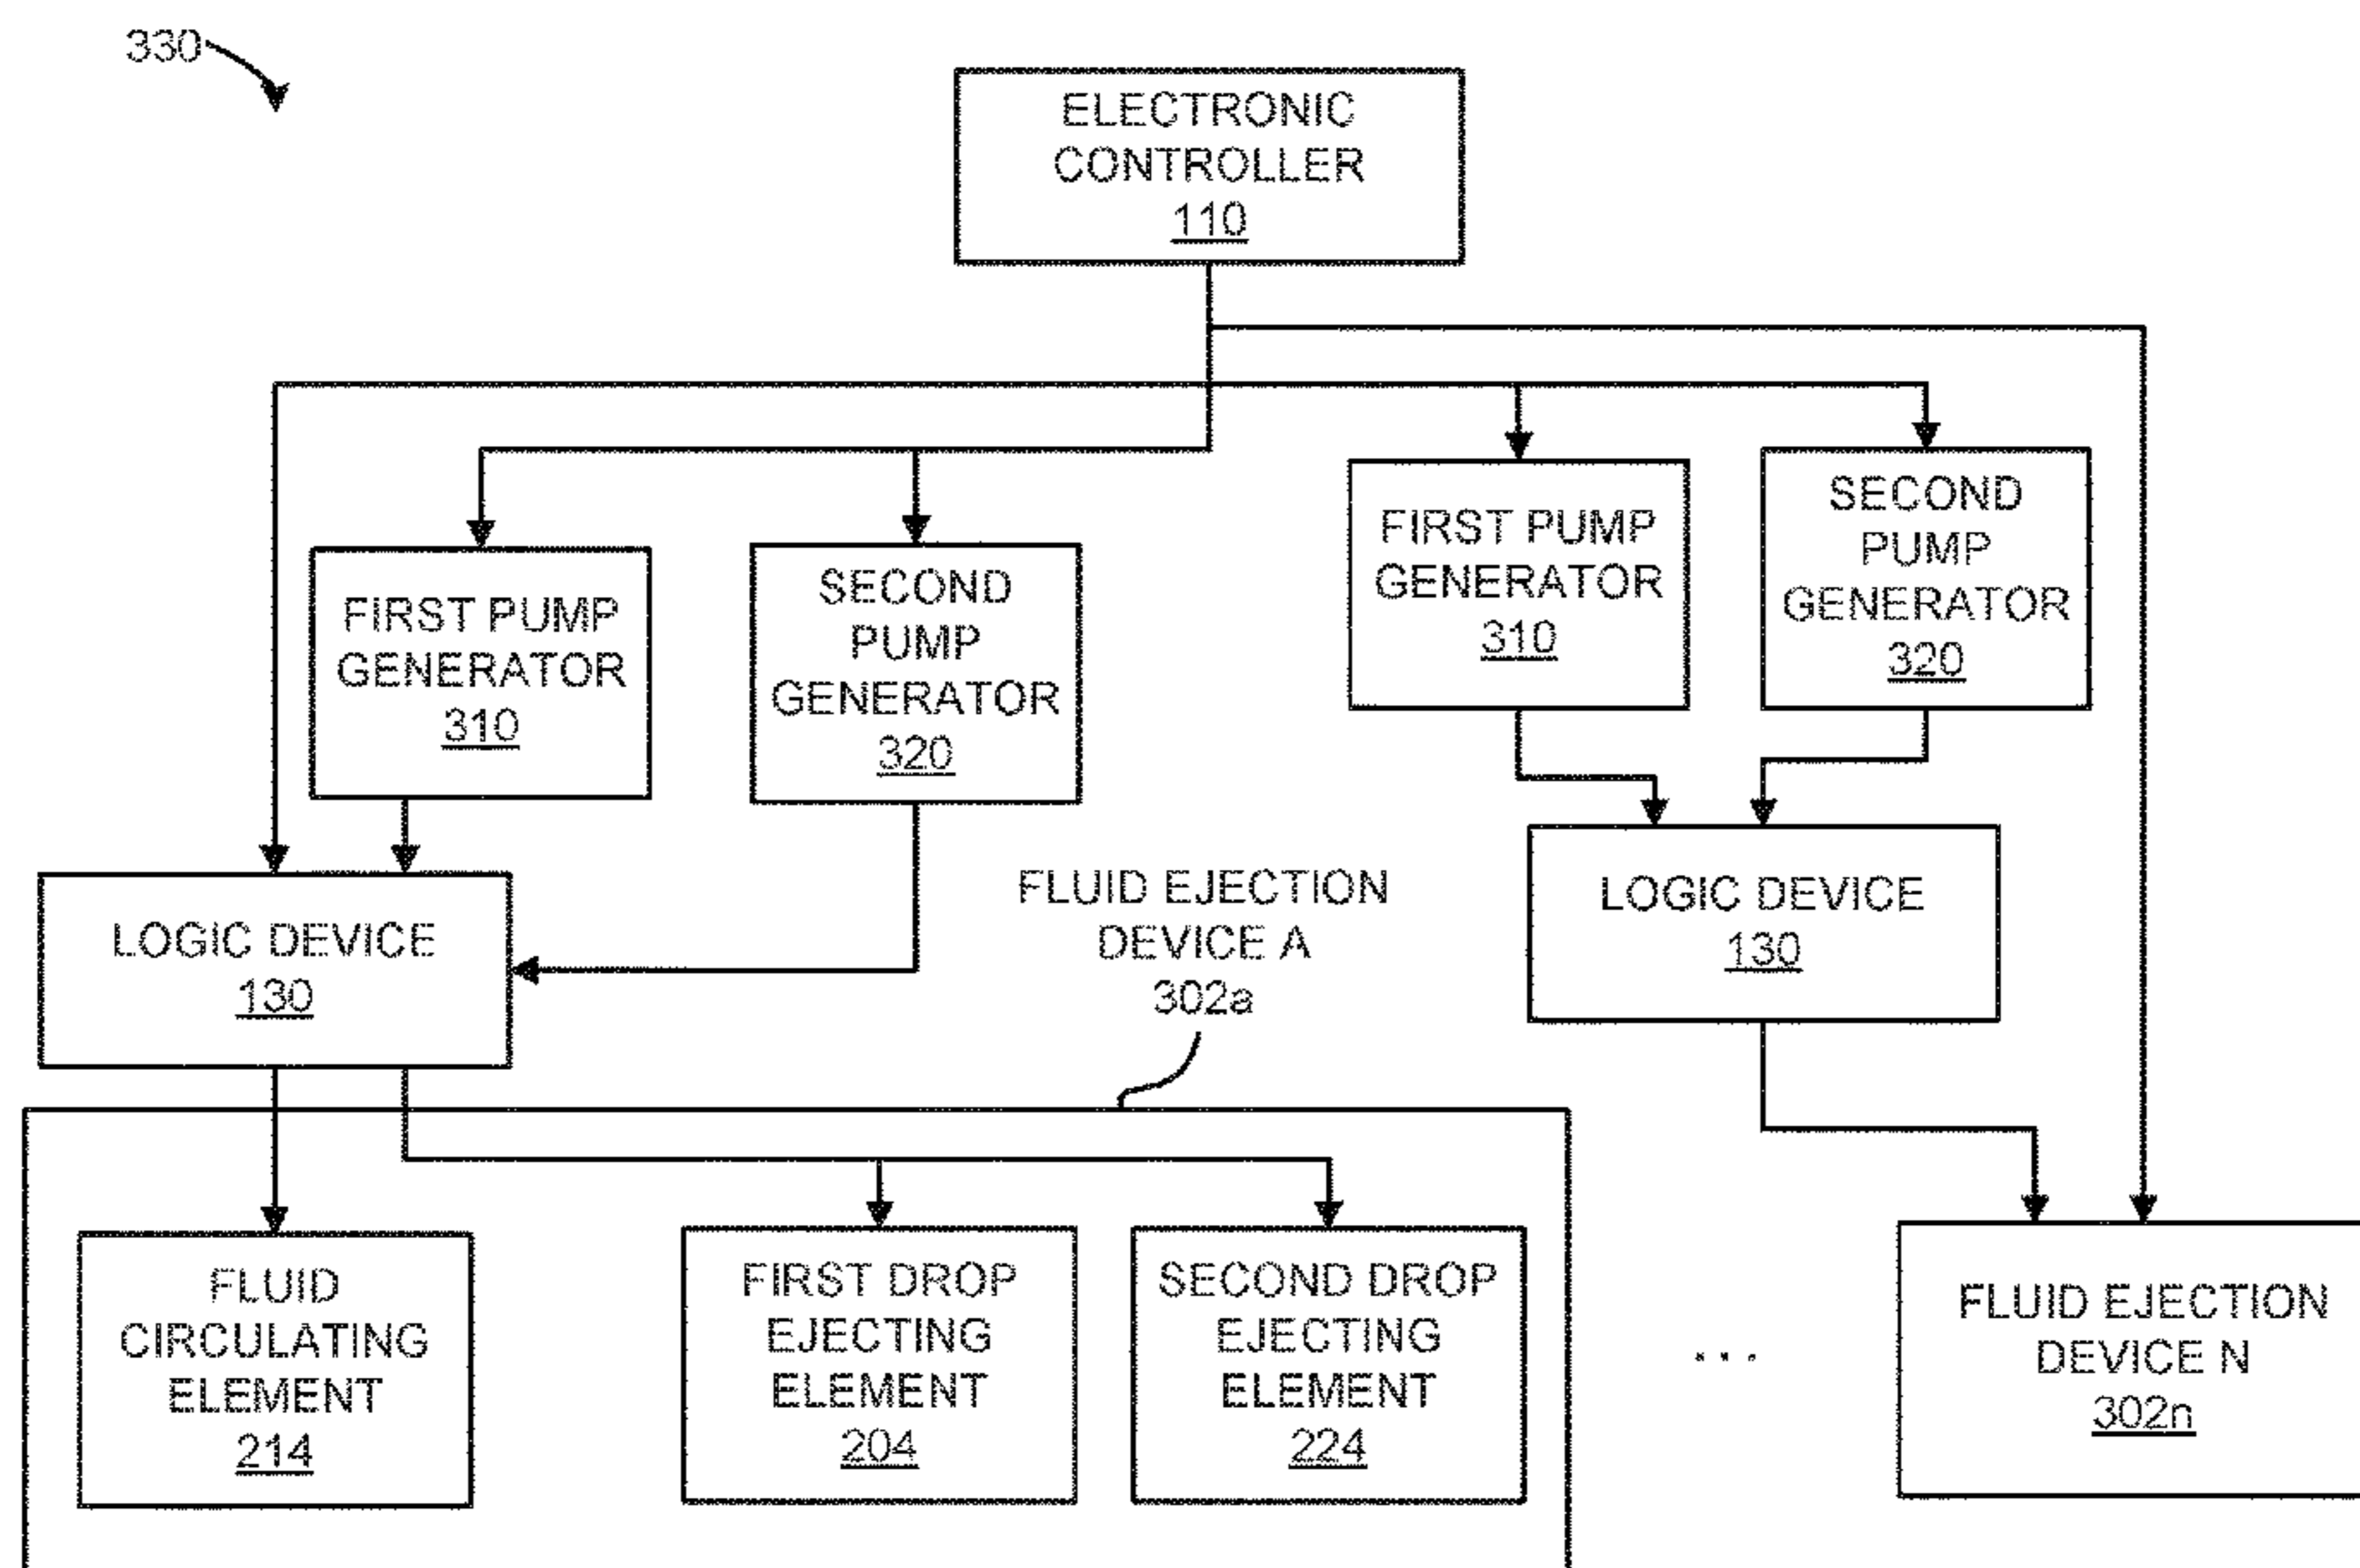 330
ELECTRONIC
CONTROLLER
110
FIRST PUMP
GENERATOR
310
SECOND
PUMP
GENERATOR
320
FIRST PUMP
GENERATOR
310
SECOND
PUMP
GENERATOR
320
LOGIC DEVICE
130
FLUID EJECTION
DEVICE A
302a
LOGIC DEVICE
130
FLUID
CIRCULATING
ELEMENT
214
FIRST DROP
EJECTING
ELEMENT
204
SECOND DROP
EJECTING
ELEMENT
224
...
FLUID EJECTION
DEVICE N
302n